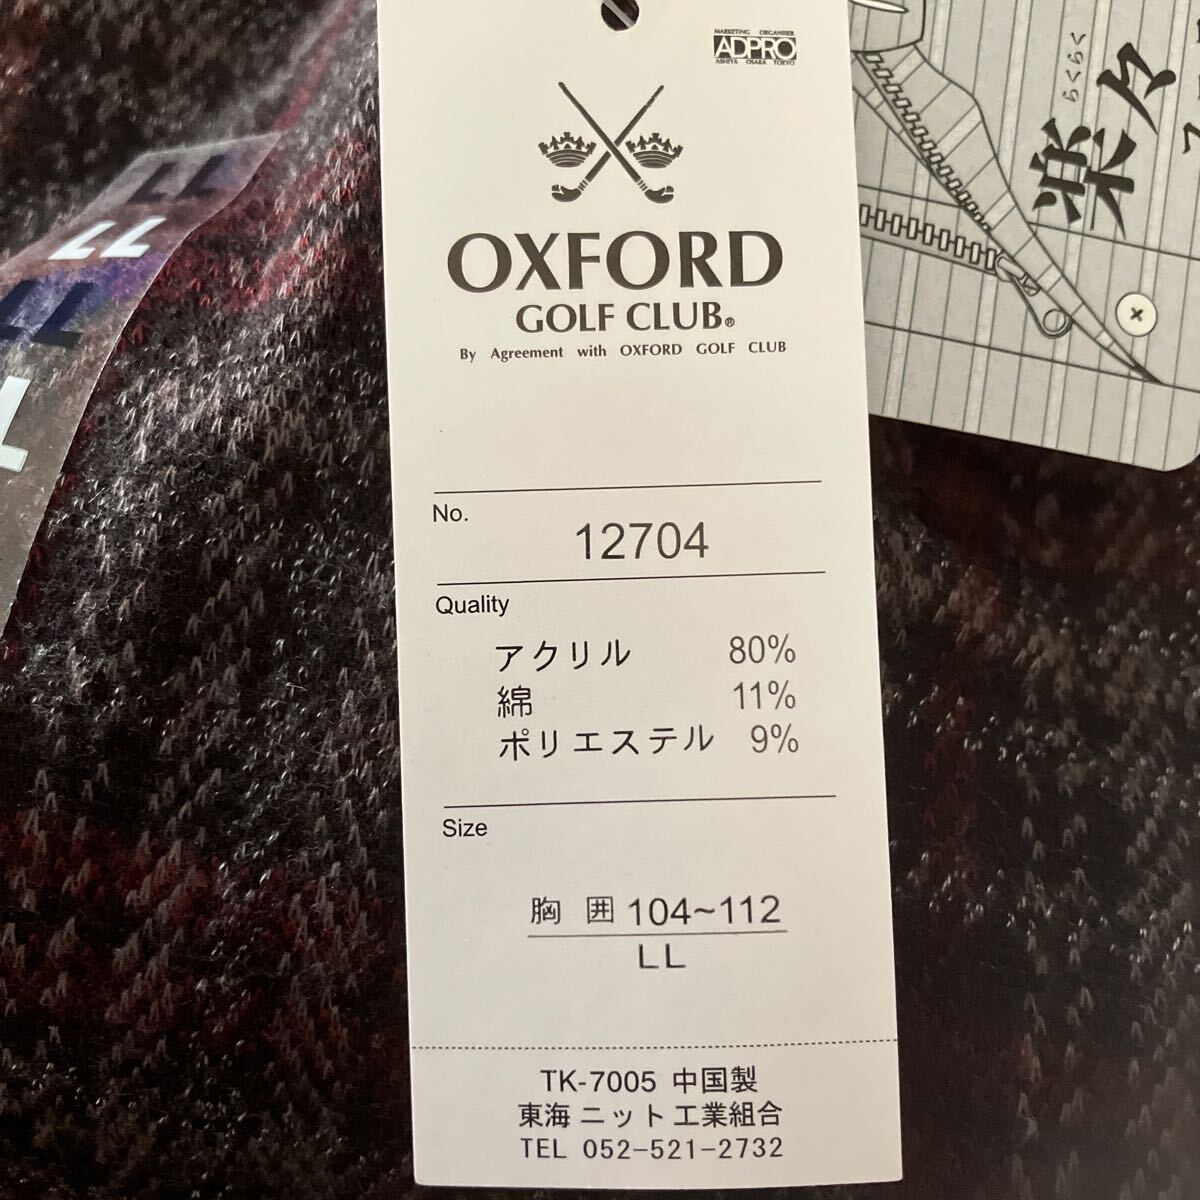 MARKETING ORGANISER
ADPRO
ASHIYA OSAKA TOKYO
OXFORD
GOLF CLUB®
By Agreement with OXFORD GOLF CLUB
No.
12704
Quality
アクリル 80%
綿 11%
ポリエステル 9%
Size
胸囲 104~112
LL
TK-7005 中国製
東海ニット工業組合
TEL 052-521-2732
楽々
らくらく
LL
LL
LL